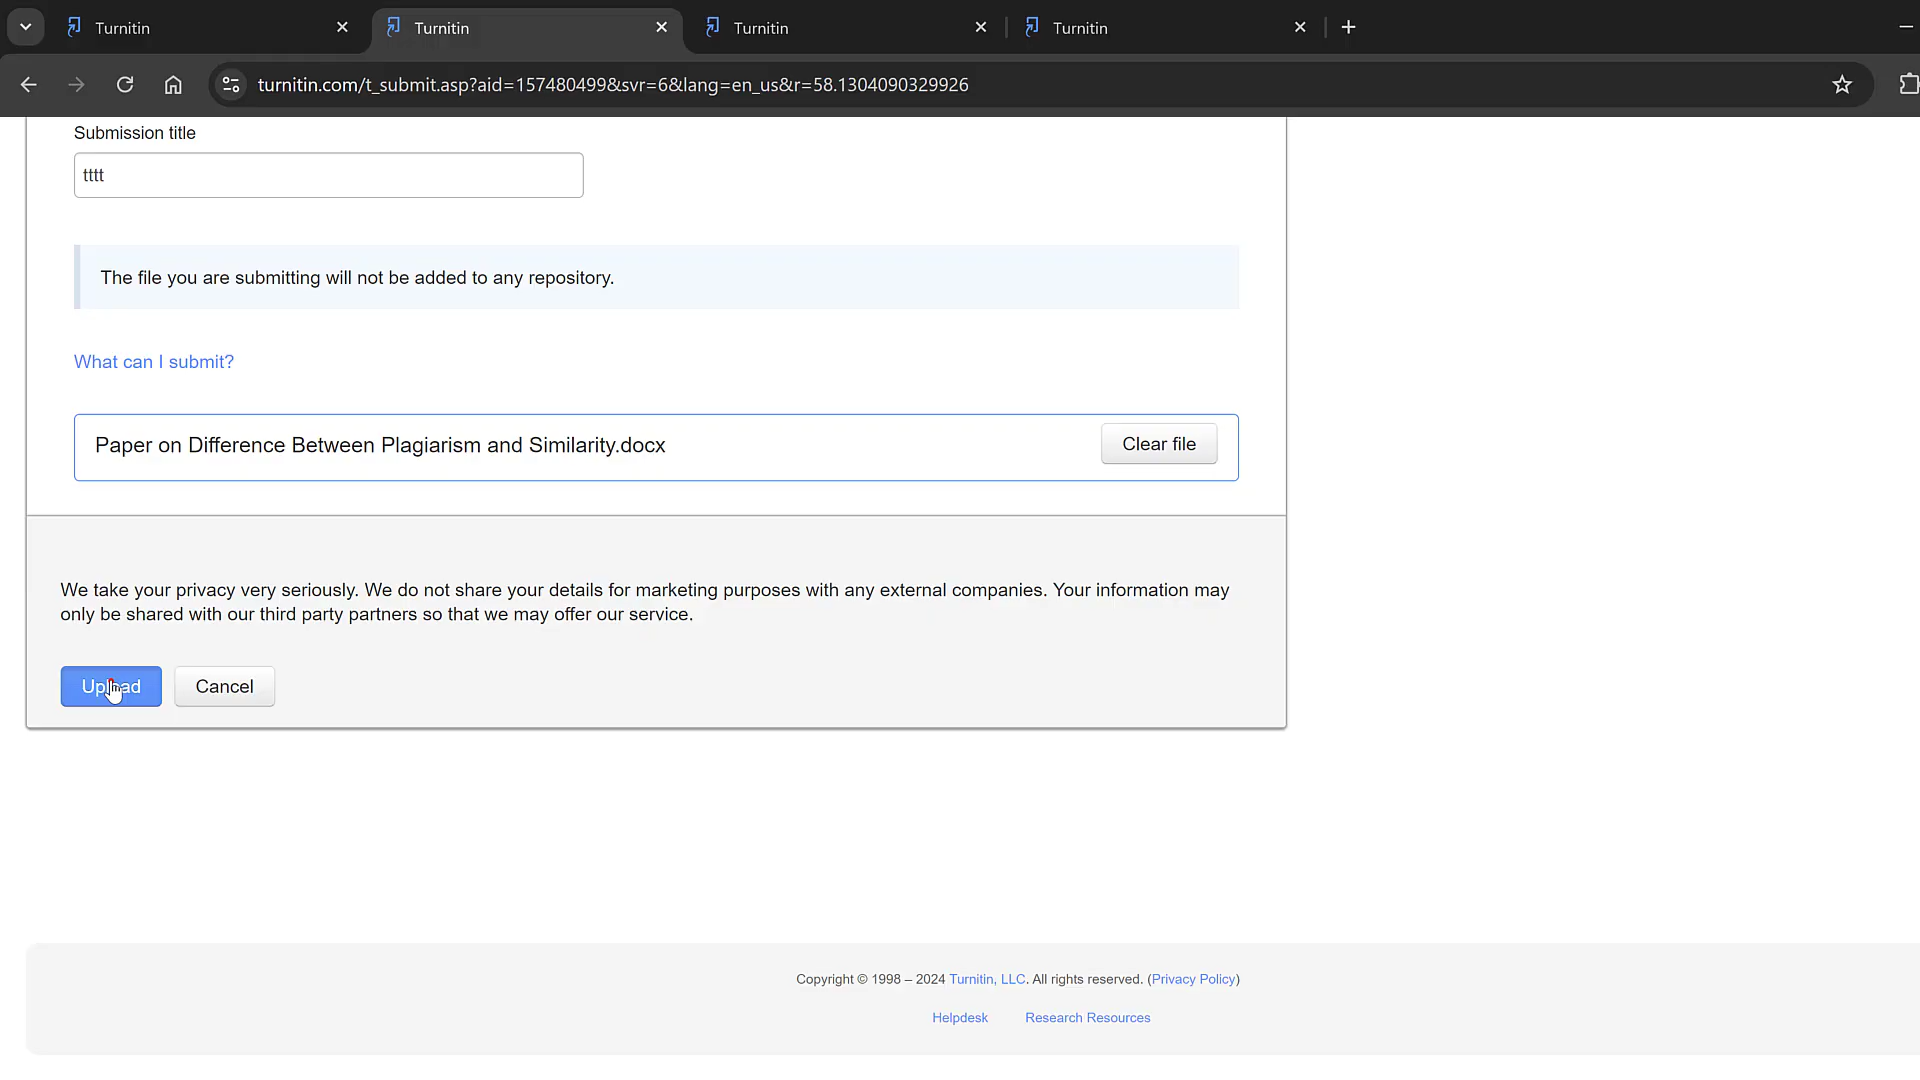 Turnitin
Turnitin
Turnitin
Turnitin
turnitin.com/t_submit.asp?aid=157480499&svr=6&lang=en_us&r=58.1304090329926
Submission title
tttt
The file you are submitting will not be added to any repository.
What can I submit?
Paper on Difference Between Plagiarism and Similarity.docx
Clear file
We take your privacy very seriously. We do not share your details for marketing purposes with any external companies. Your information may
only be shared with our third party partners so that we may offer our service.
Upload
Cancel
Copyright © 1998 – 2024 Turnitin, LLC. All rights reserved. (Privacy Policy)
Helpdesk
Research Resources